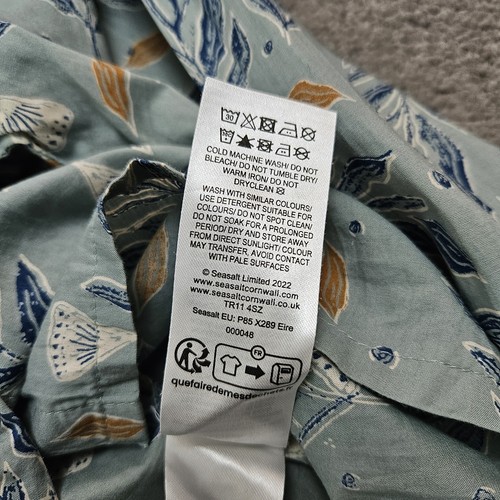 30
COLD MACHINE WASH/ DO NOT
BLEACH/ DO NOT TUMBLE DRY/
WARM IRON/ DO NOT
DRYCLEAN
WASH WITH SIMILAR COLOURS/
USE DETERGENT SUITABLE FOR
COLOURS/ DO NOT SPOT CLEAN/
DO NOT SOAK FOR A PROLONGED
PERIOD/ DRY AND STORE AWAY
FROM DIRECT SUNLIGHT/ COLOUR
MAY TRANSFER, AVOID CONTACT
WITH PALE SURFACES
© Seasalt Limited 2022
www.seasaltcornwall.com
www.seasaltcornwall.co.uk
TR11 4SZ
Seasalt EU: P85 X289 Eire
000048
FR
quefairedemesdechets.fr